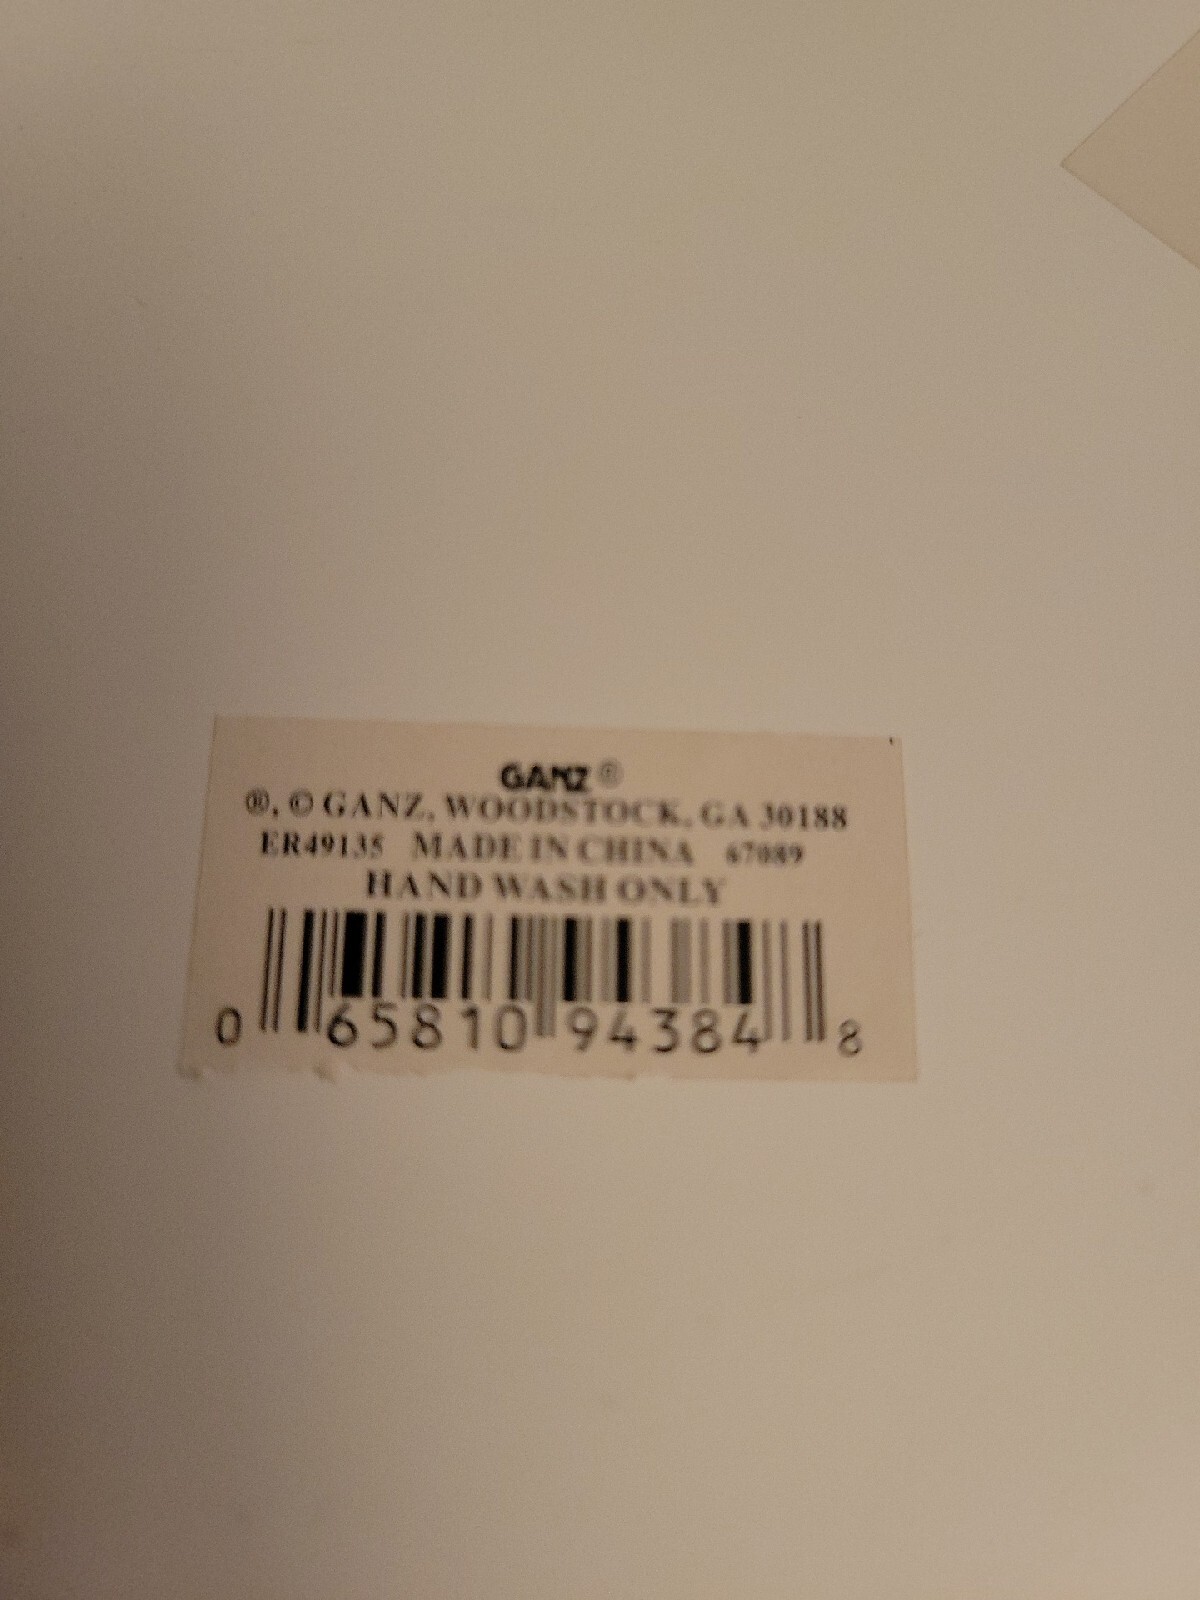 GANZ®
®, © GANZ, WOODSTOCK, GA 30188
ER49135 MADE IN CHINA 67089
HAND WASH ONLY
0 65810 94384 8